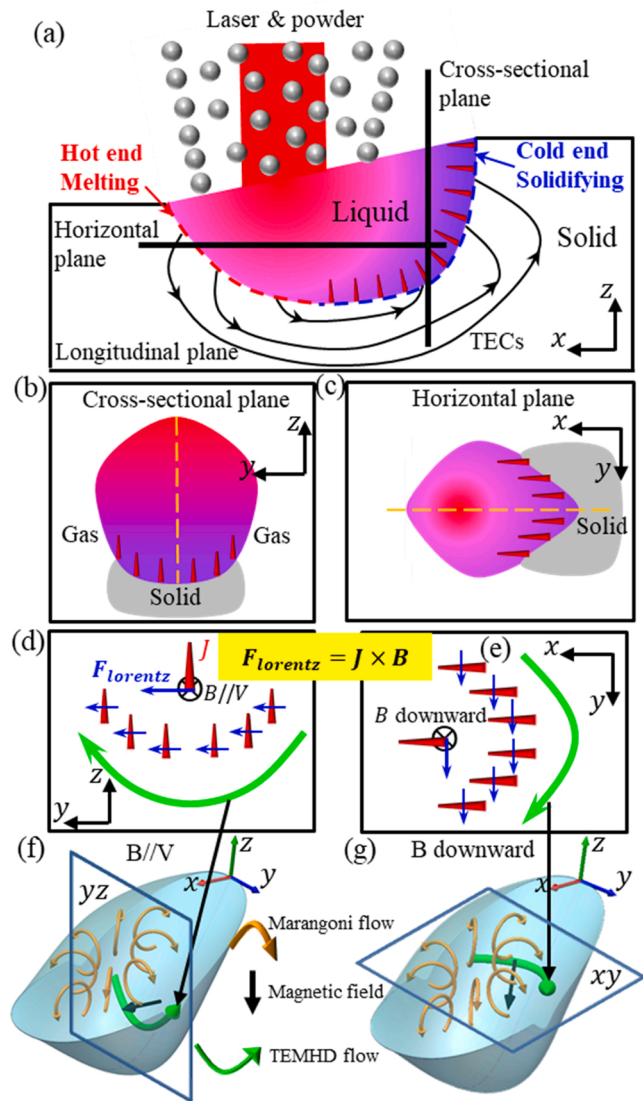 (a)
Laser & powder
Cross-sectional
plane
Hot end
Melting
Cold end
Solidifying
Liquid
Horizontal
plane
Solid
Longitudinal plane
TECs
z
x
(b)
Cross-sectional plane
z
y
Gas
Gas
Solid
(c)
Horizontal plane
x
y
Solid
(d)
J
F_lorentz = J × B
F_lorentz
B//V
z
y
(e)
x
y
B downward
(f)
B//V
z
x
y
yz
Marangoni flow
Magnetic field
TEMHD flow
(g)
B downward
z
x
y
xy